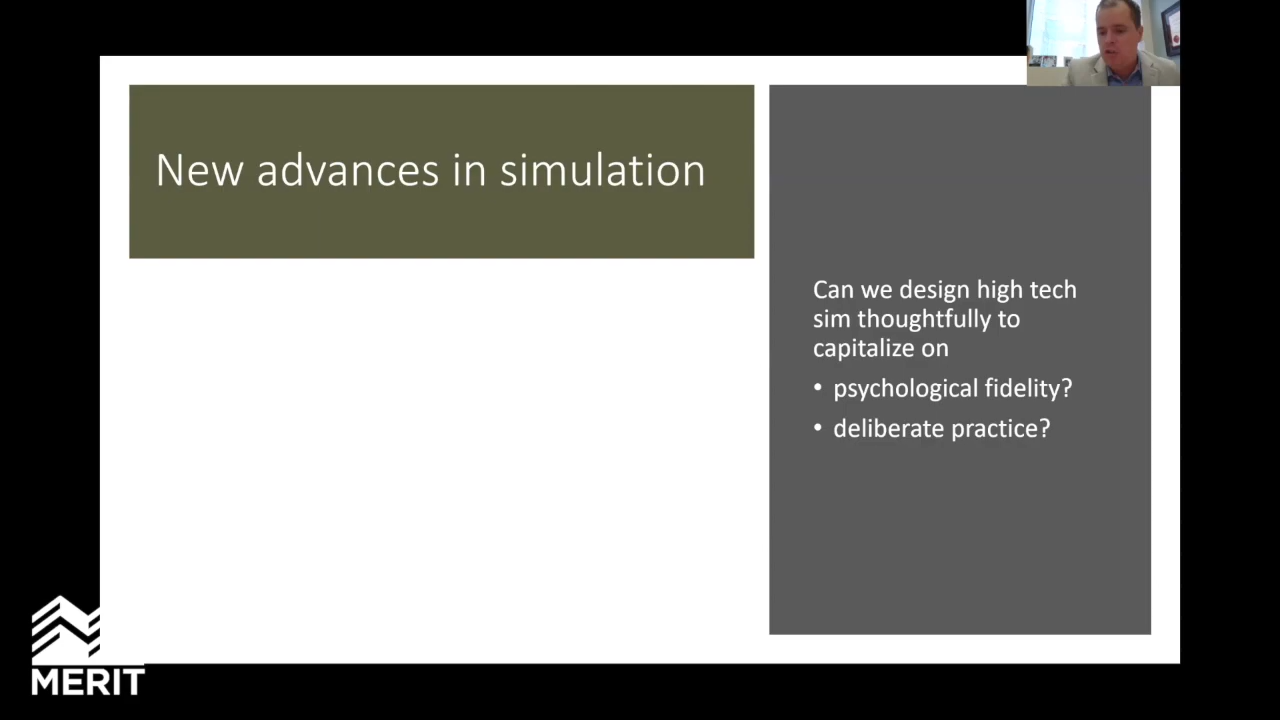 New advances in simulation
Can we design high tech
sim thoughtfully to
capitalize on
• psychological fidelity?
• deliberate practice?
MERIT